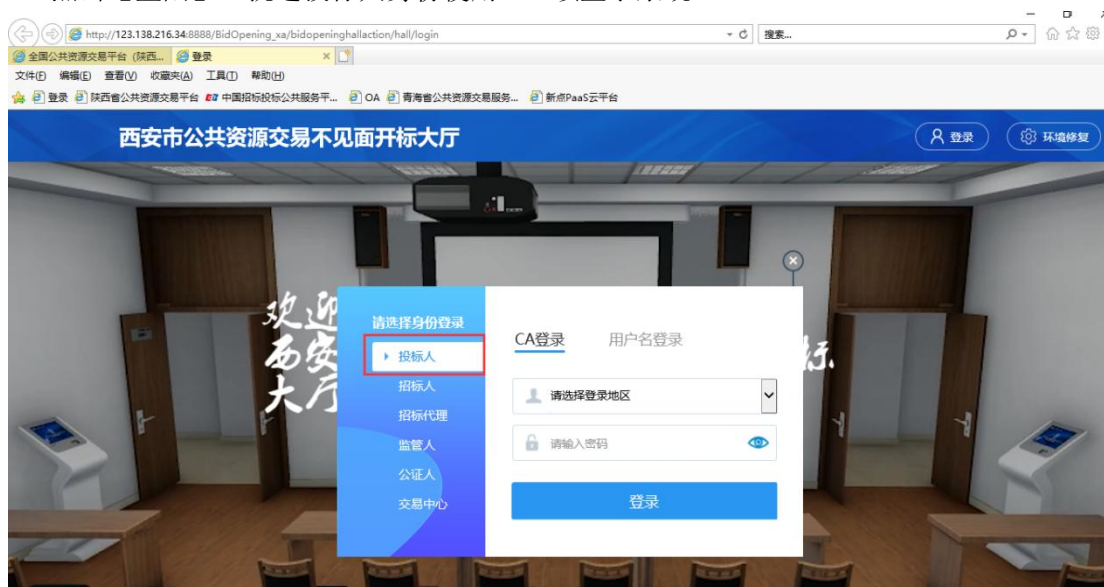 http://123.138.216.34:8888/BidOpening_xa/bidopeninghallaction/hall/login
搜索...
全国公共资源交易平台 (陕西...
登录
文件(F) 编辑(E) 查看(V) 收藏夹(A) 工具(T) 帮助(H)
登录 陕西省公共资源交易平台 中国招标投标公共服务平... OA 青海省公共资源交易服务... 新点PaaS云平台
西安市公共资源交易不见面开标大厅
登录
环境修复
欢迎
西安
大厅
标
请选择身份登录
投标人
招标人
招标代理
监管人
公证人
交易中心
CA登录 用户名登录
请选择登录地区
请输入密码
登录